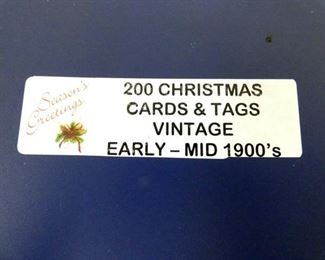 Season's
Greetings
200 CHRISTMAS
CARDS & TAGS
VINTAGE
EARLY – MID 1900's